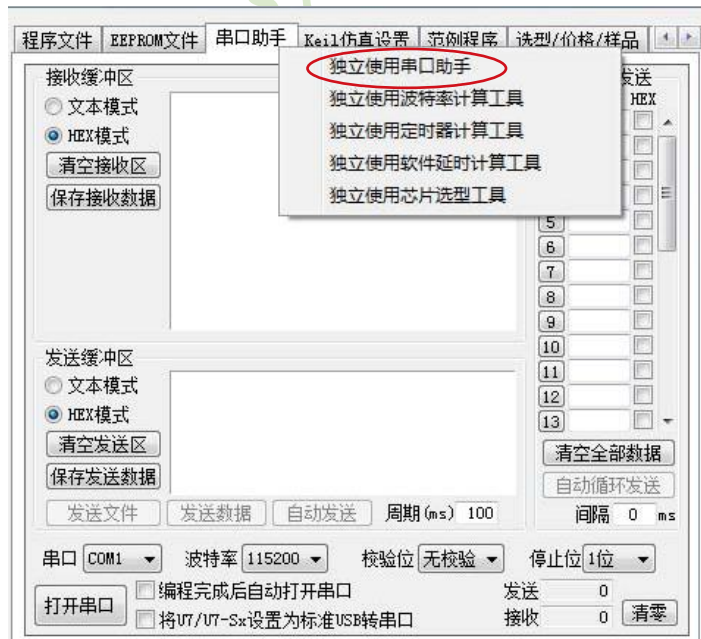 程序文件 EEPROM文件 串口助手 Keil仿真设置 范例程序 选型/价格/样品
接收缓冲区
文本模式
HEX模式
清空接收区
保存接收数据
独立使用串口助手
独立使用波特率计算工具
独立使用定时器计算工具
独立使用软件延时计算工具
独立使用芯片选型工具
发送
HEX
5
6
7
8
9
10
11
12
13
发送缓冲区
文本模式
HEX模式
清空发送区
保存发送数据
清空全部数据
自动循环发送
发送文件 发送数据 自动发送 周期(ms) 100
间隔 0 ms
串口 COM1 波特率 115200 校验位 无校验 停止位 1位
打开串口
编程完成后自动打开串口
将U7/U7-Sx设置为标准USB转串口
发送 0
接收 0
清零